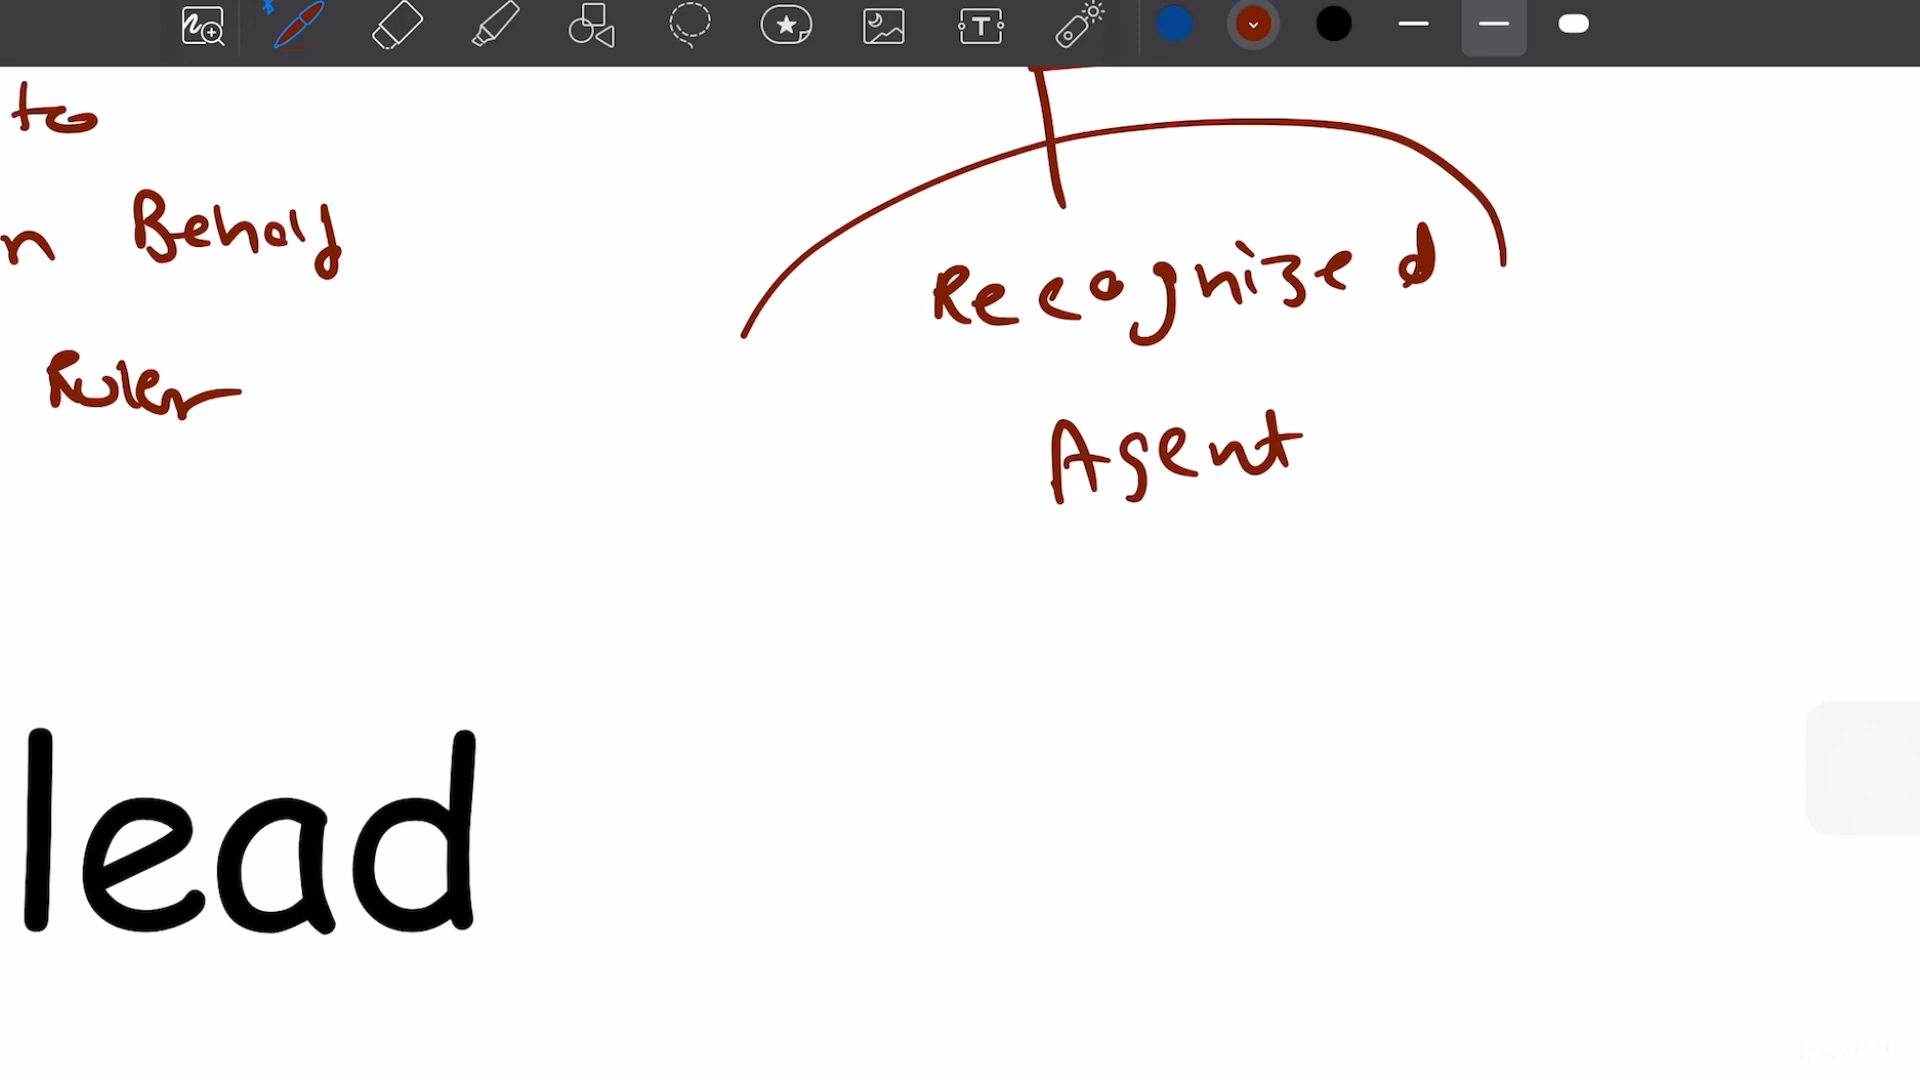 to
n Behalf
Ruler
Recognized
Agent
lead